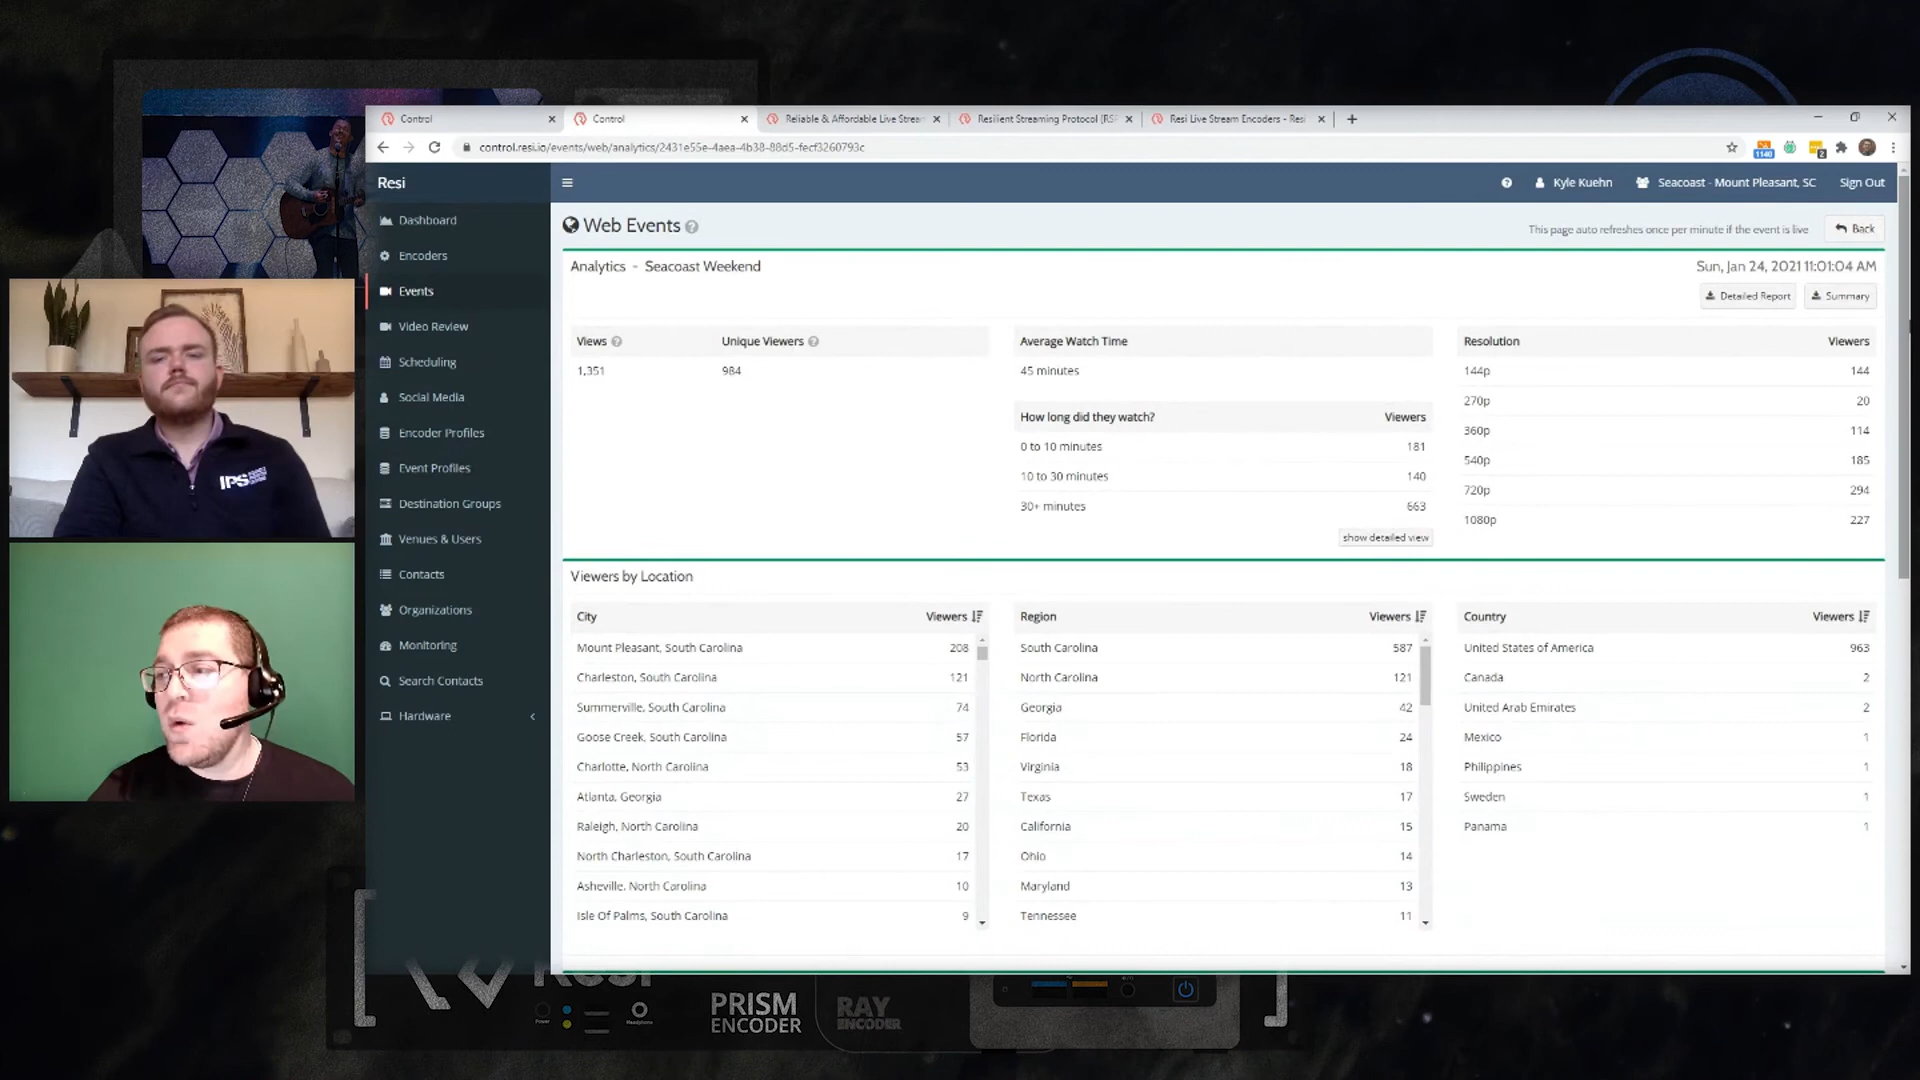 Control
Control
Reliable & Affordable Live Stream
Resilient Streaming Protocol (RSP
Resi Live Stream Encoders - Resi
control.resi.io/events/web/analytics/2431e55e-4aea-4b38-88d5-fecf3260793c
1140
2
Resi
Kyle Kuehn
Seacoast - Mount Pleasant, SC
Sign Out
Dashboard
Encoders
Events
Video Review
Scheduling
Social Media
Encoder Profiles
Event Profiles
Destination Groups
Venues & Users
Contacts
Organizations
Monitoring
Search Contacts
Hardware
Web Events
This page auto refreshes once per minute if the event is live
Back
Analytics - Seacoast Weekend
Sun, Jan 24, 2021 11:01:04 AM
Detailed Report
Summary
Views
Unique Viewers
1,351
984
Average Watch Time
45 minutes
How long did they watch? Viewers
0 to 10 minutes 181
10 to 30 minutes 140
30+ minutes 663
show detailed view
Resolution Viewers
144p 144
270p 20
360p 114
540p 185
720p 294
1080p 227
Viewers by Location
City Viewers
Mount Pleasant, South Carolina 208
Charleston, South Carolina 121
Summerville, South Carolina 74
Goose Creek, South Carolina 57
Charlotte, North Carolina 53
Atlanta, Georgia 27
Raleigh, North Carolina 20
North Charleston, South Carolina 17
Asheville, North Carolina 10
Isle Of Palms, South Carolina 9
Region Viewers
South Carolina 587
North Carolina 121
Georgia 42
Florida 24
Virginia 18
Texas 17
California 15
Ohio 14
Maryland 13
Tennessee 11
Country Viewers
United States of America 963
Canada 2
United Arab Emirates 2
Mexico 1
Philippines 1
Sweden 1
Panama 1
IPS
Resi
Power
Headphone
PRISM
ENCODER
RAY
ENCODER